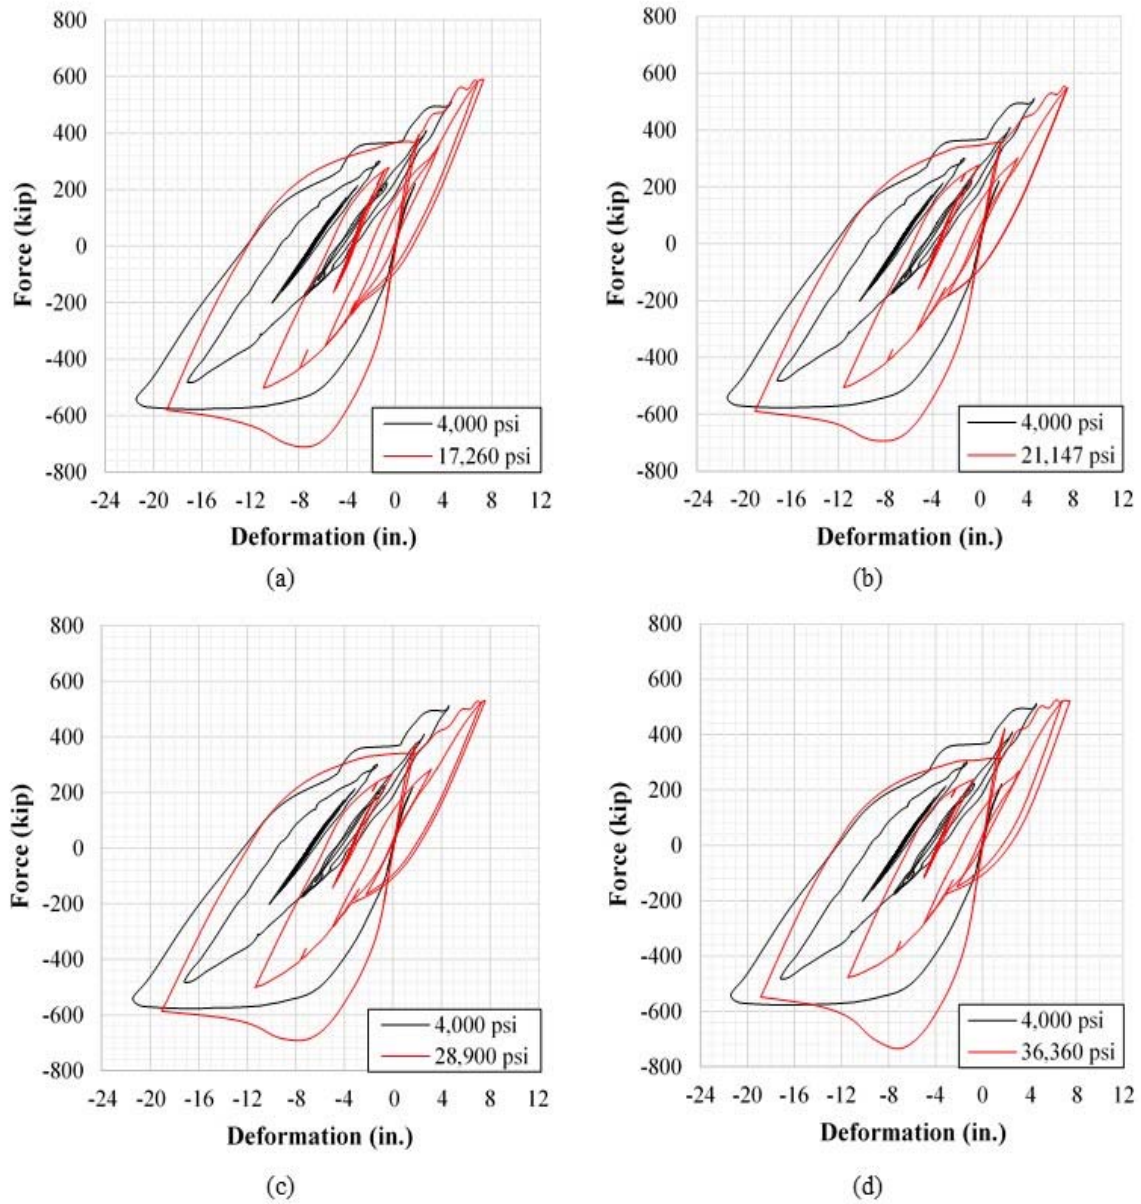 800
600
400
200
0
-200
-400
-600
-800
Force (kip)
4,000 psi
17,260 psi
-24 -20 -16 -12 -8 -4 0 4 8 12
Deformation (in.)
(a)
800
600
400
200
0
-200
-400
-600
-800
Force (kip)
4,000 psi
21,147 psi
-24 -20 -16 -12 -8 -4 0 4 8 12
Deformation (in.)
(b)
800
600
400
200
0
-200
-400
-600
-800
Force (kip)
4,000 psi
28,900 psi
-24 -20 -16 -12 -8 -4 0 4 8 12
Deformation (in.)
(c)
800
600
400
200
0
-200
-400
-600
-800
Force (kip)
4,000 psi
36,360 psi
-24 -20 -16 -12 -8 -4 0 4 8 12
Deformation (in.)
(d)